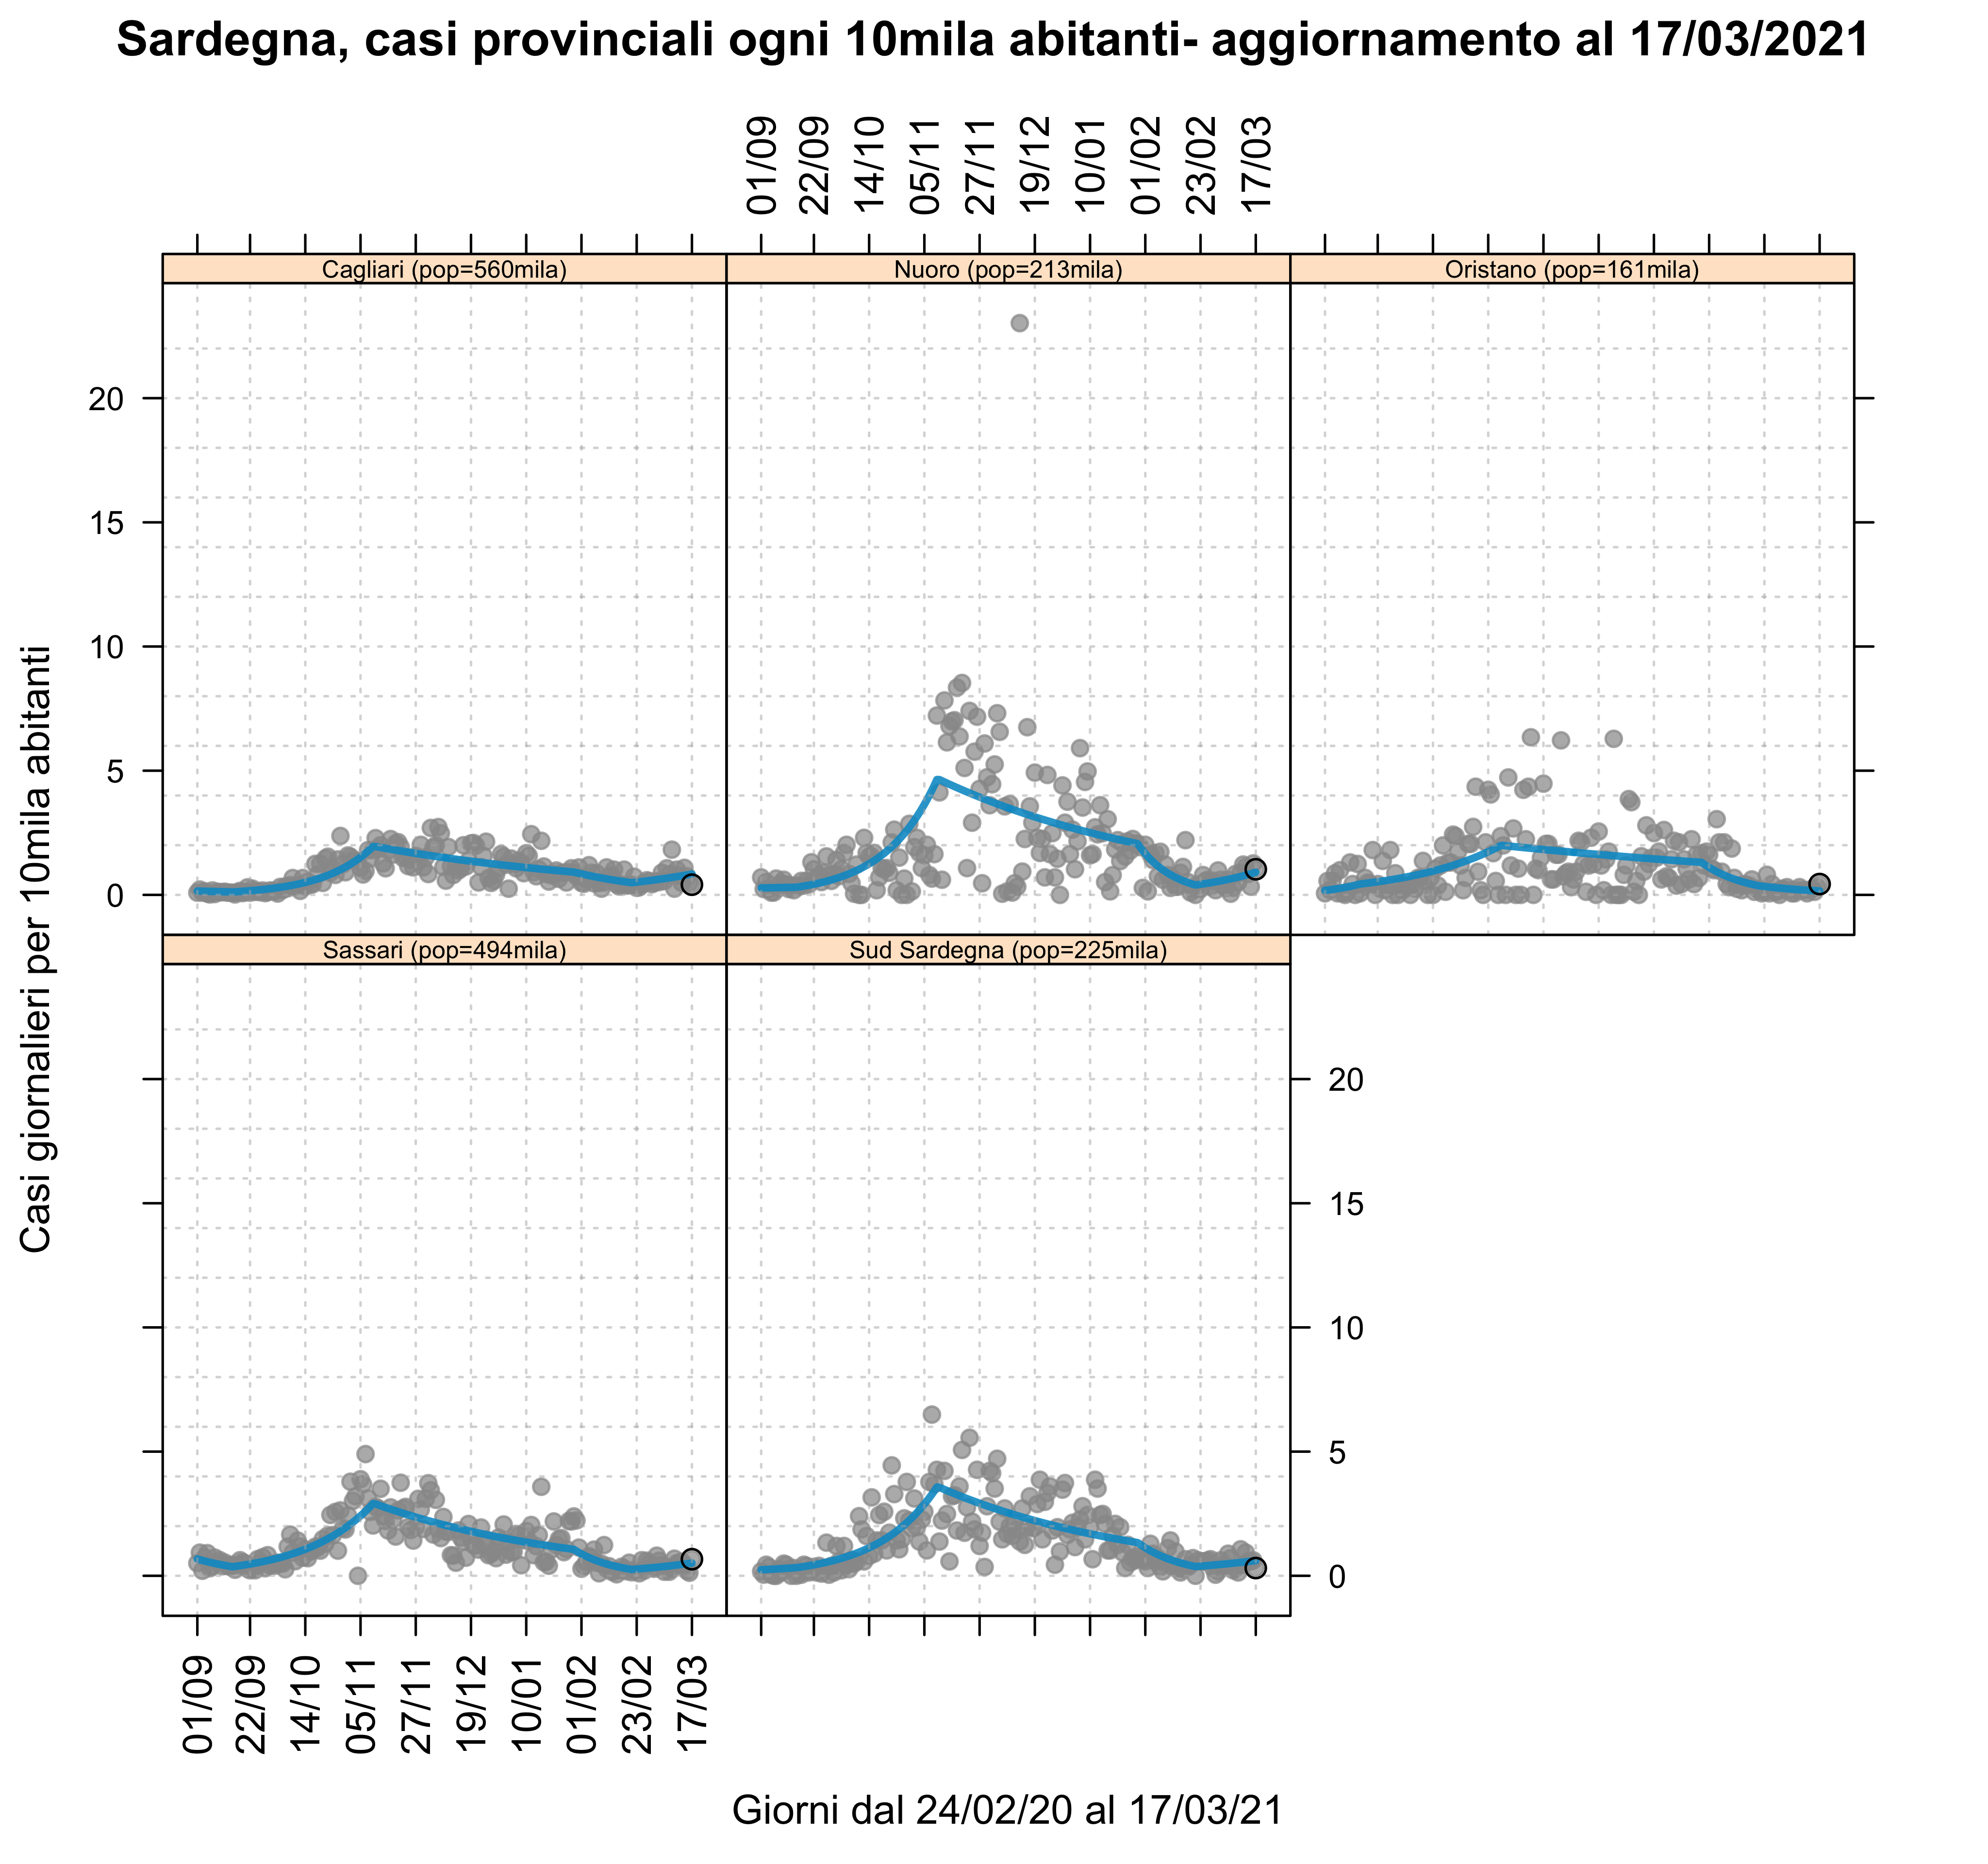 Sardegna, casi provinciali ogni 10mila abitanti- aggiornamento al 17/03/2021
01/09 22/09 14/10 05/11 27/11 19/12 10/01 01/02 23/02 17/03
Cagliari (pop=560mila) Nuoro (pop=213mila) Oristano (pop=161mila)
20
15
10
5
0
Casi giornalieri per 10mila abitanti
Sassari (pop=494mila) Sud Sardegna (pop=225mila)
20
15
10
5
0
01/09 22/09 14/10 05/11 27/11 19/12 10/01 01/02 23/02 17/03
Giorni dal 24/02/20 al 17/03/21